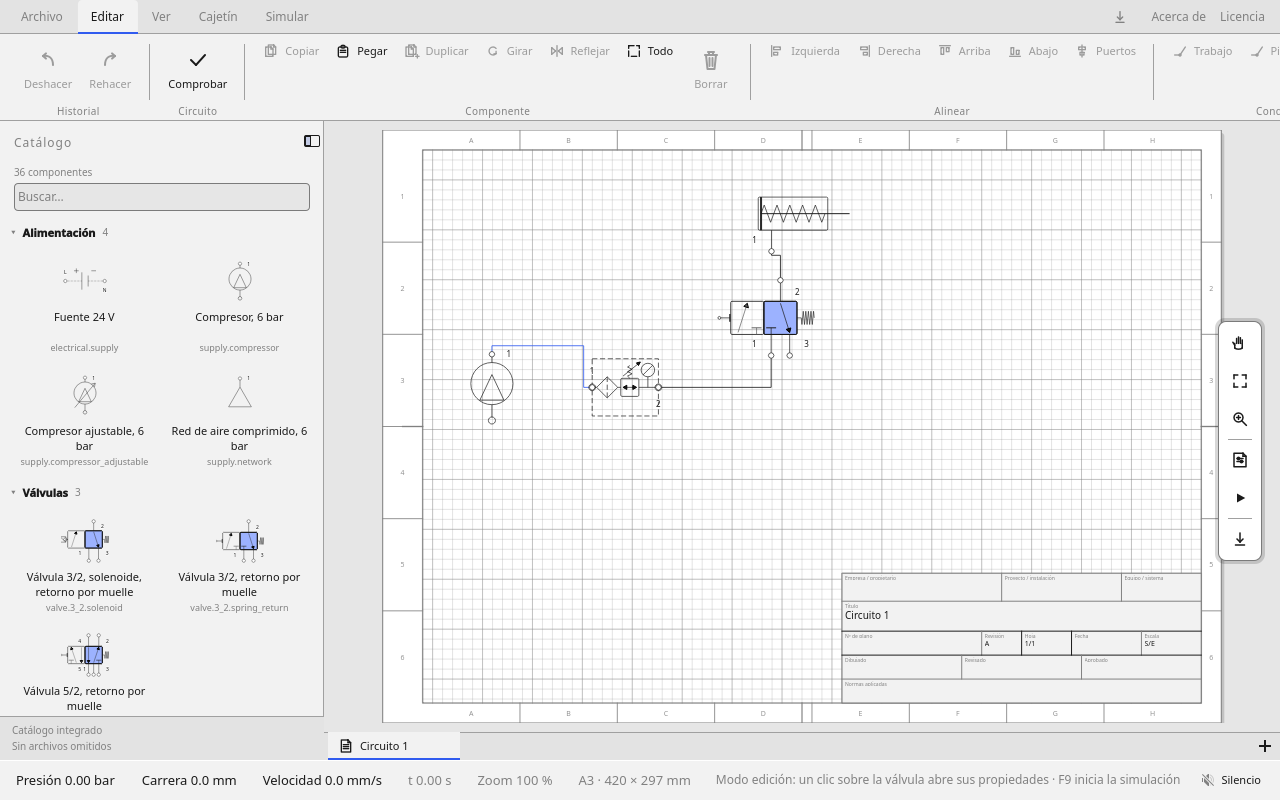 Archivo
Editar
Ver
Cajetín
Simular
Acerca de
Licencia
Deshacer
Rehacer
Historial
Comprobar
Circuito
Copiar
Pegar
Duplicar
Girar
Reflejar
Todo
Borrar
Componente
Izquierda
Derecha
Arriba
Abajo
Puertos
Alinear
Trabajo
Catálogo
36 componentes
Buscar...
Alimentación 4
Fuente 24 V
electrical.supply
Compresor, 6 bar
supply.compressor
Compresor ajustable, 6
bar
supply.compressor_adjustable
Red de aire comprimido, 6
bar
supply.network
Válvulas 3
Válvula 3/2, solenoide,
retorno por muelle
valve.3_2.solenoid
Válvula 3/2, retorno por
muelle
valve.3_2.spring_return
Válvula 5/2, retorno por
muelle
Catálogo integrado
Sin archivos omitidos
A B C D E F G H
1
2
3
4
5
6
1
2
1 3
1
2
Empresa / propietario
Proyecto / instalación
Equipo / sistema
Título
Circuito 1
Nº de plano
Revisión
A
Hoja
1/1
Fecha
Escala
S/E
Dibujado
Revisado
Aprobado
Normas aplicadas
A B C D E F G H
Circuito 1
Presión 0.00 bar
Carrera 0.0 mm
Velocidad 0.0 mm/s
t 0.00 s
Zoom 100 %
A3 · 420 × 297 mm
Modo edición: un clic sobre la válvula abre sus propiedades · F9 inicia la simulación
Silencio